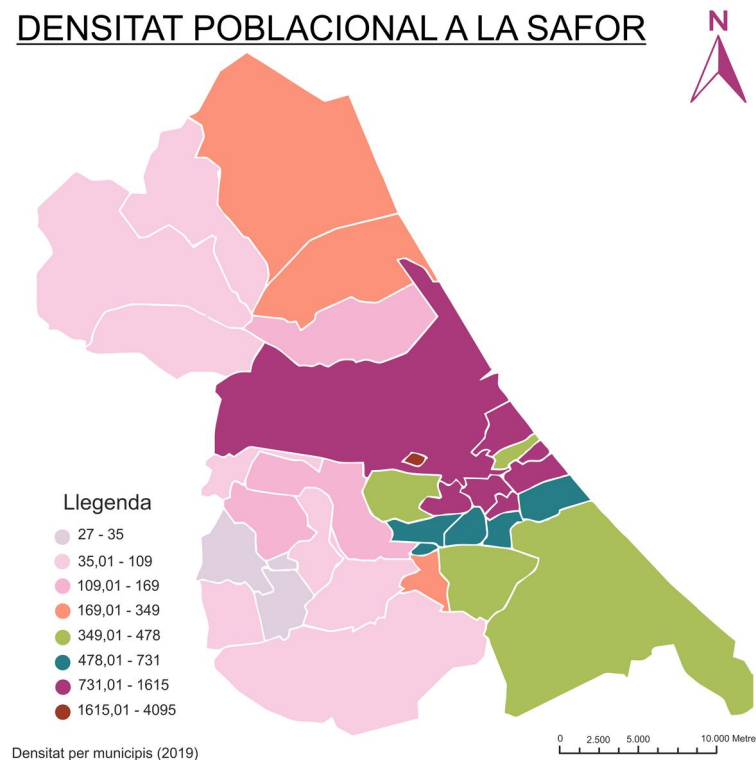 DENSITAT POBLACIONAL A LA SAFOR
N
Llegenda
27 - 35
35,01 - 109
109,01 - 169
169,01 - 349
349,01 - 478
478,01 - 731
731,01 - 1615
1615,01 - 4095
0 2.500 5.000 10.000 Metre
Densitat per municipis (2019)